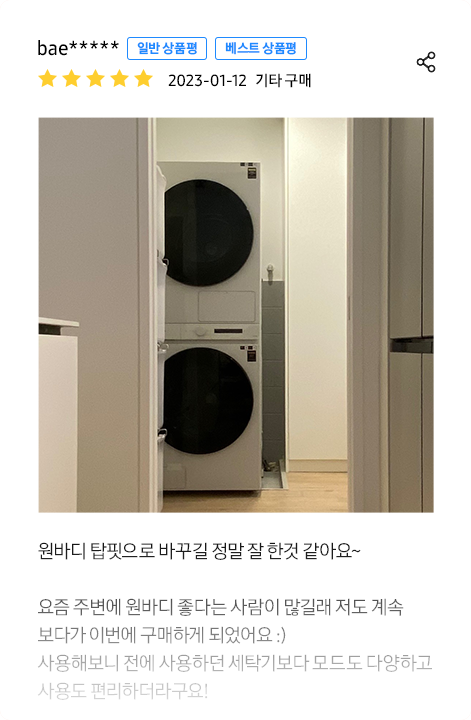 bae***** 일반 상품평 베스트 상품평
2023-01-12 기타 구매
원바디 탑핏으로 바꾸길 정말 잘 한것 같아요~
요즘 주변에 원바디 좋다는 사람이 많길래 저도 계속
보다가 이번에 구매하게 되었어요 :)
사용해보니 전에 사용하던 세탁기보다 모드도 다양하고
사용도 편리하더라구요!